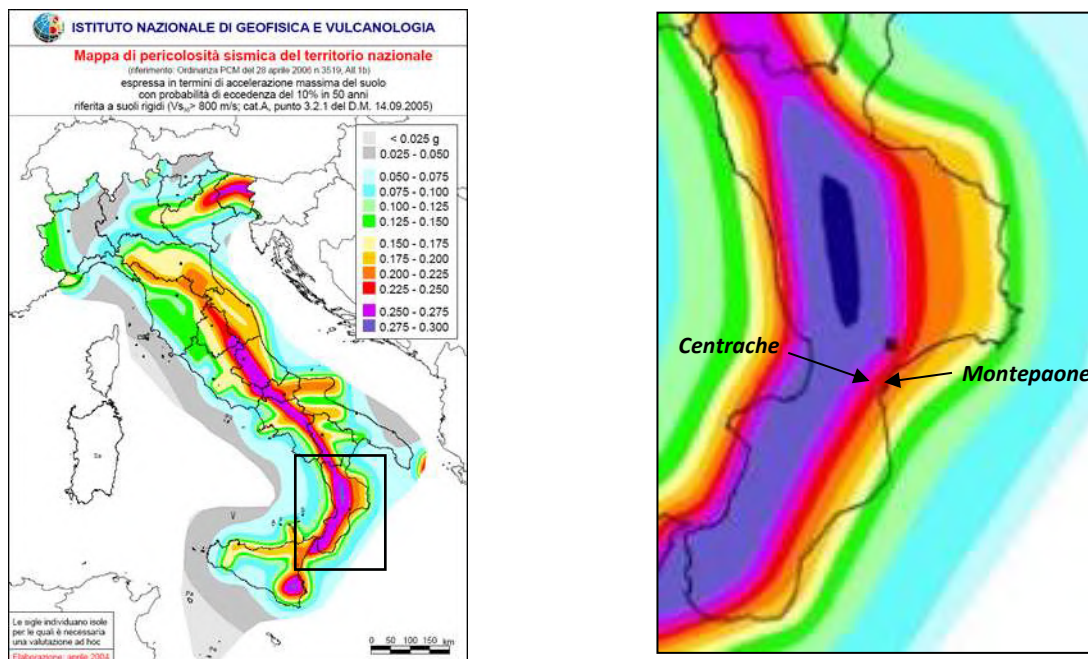 ISTITUTO NAZIONALE DI GEOFISICA E VULCANOLOGIA
Mappa di pericolosità sismica del territorio nazionale
(riferimento: Ordinanza PCM del 28 aprile 2006 n.3519, All.1b)
espressa in termini di accelerazione massima del suolo
con probabilità di eccedenza del 10% in 50 anni
riferita a suoli rigidi (Vs₃₀> 800 m/s; cat.A, punto 3.2.1 del D.M. 14.09.2005)
< 0.025 g
0.025 - 0.050
0.050 - 0.075
0.075 - 0.100
0.100 - 0.125
0.125 - 0.150
0.150 - 0.175
0.175 - 0.200
0.200 - 0.225
0.225 - 0.250
0.250 - 0.275
0.275 - 0.300
Le sigle individuano isole
per le quali è necessaria
una valutazione ad hoc
Elaborazione: aprile 2004
0 50 100 150 km
Centrache
Montepaone